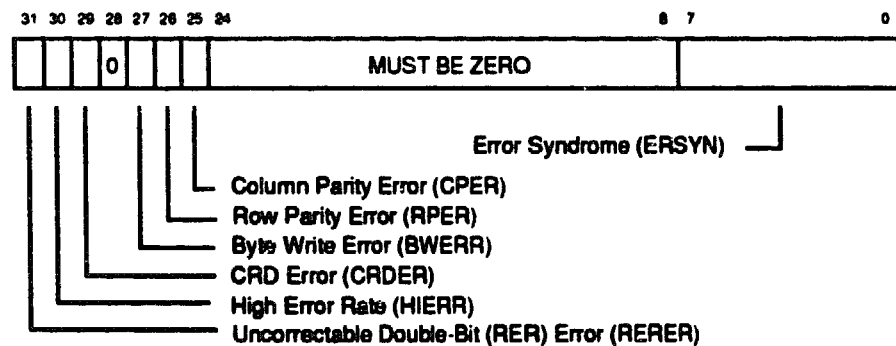 31 30 29 28 27 26 25 24 8 7 0
0 MUST BE ZERO
Error Syndrome (ERSYN)
Column Parity Error (CPER)
Row Parity Error (RPER)
Byte Write Error (BWERR)
CRD Error (CRDER)
High Error Rate (HIERR)
Uncorrectable Double-Bit (RER) Error (RERER)